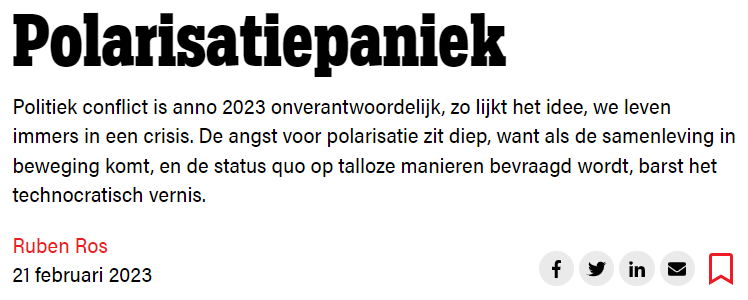 Polarisatiepaniek
Politiek conflict is anno 2023 onverantwoordelijk, zo lijkt het idee, we leven
immers in een crisis. De angst voor polarisatie zit diep, want als de samenleving in
beweging komt, en de status quo op talloze manieren bevraagd wordt, barst het
technocratisch vernis.
Ruben Ros
21 februari 2023